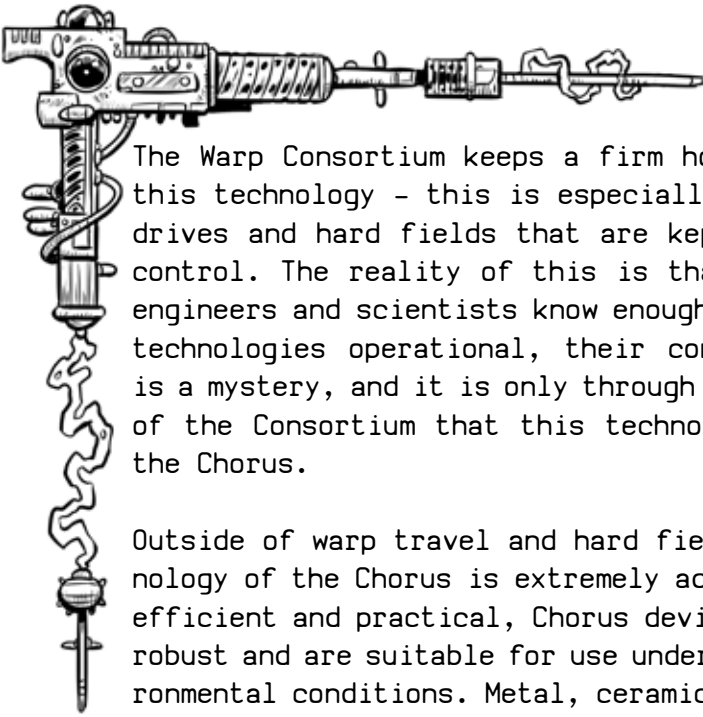 The Warp Consortium keeps a firm ho
this technology – this is especiall
drives and hard fields that are kep
control. The reality of this is tha
engineers and scientists know enough
technologies operational, their
is a mystery, and it is only through
of the Consortium that this techno
the Chorus.
Outside of warp travel and hard fie
nology of the Chorus is extremely
efficient and practical, Chorus devi
robust and are suitable for use under
ronmental conditions. Metal, ceramic